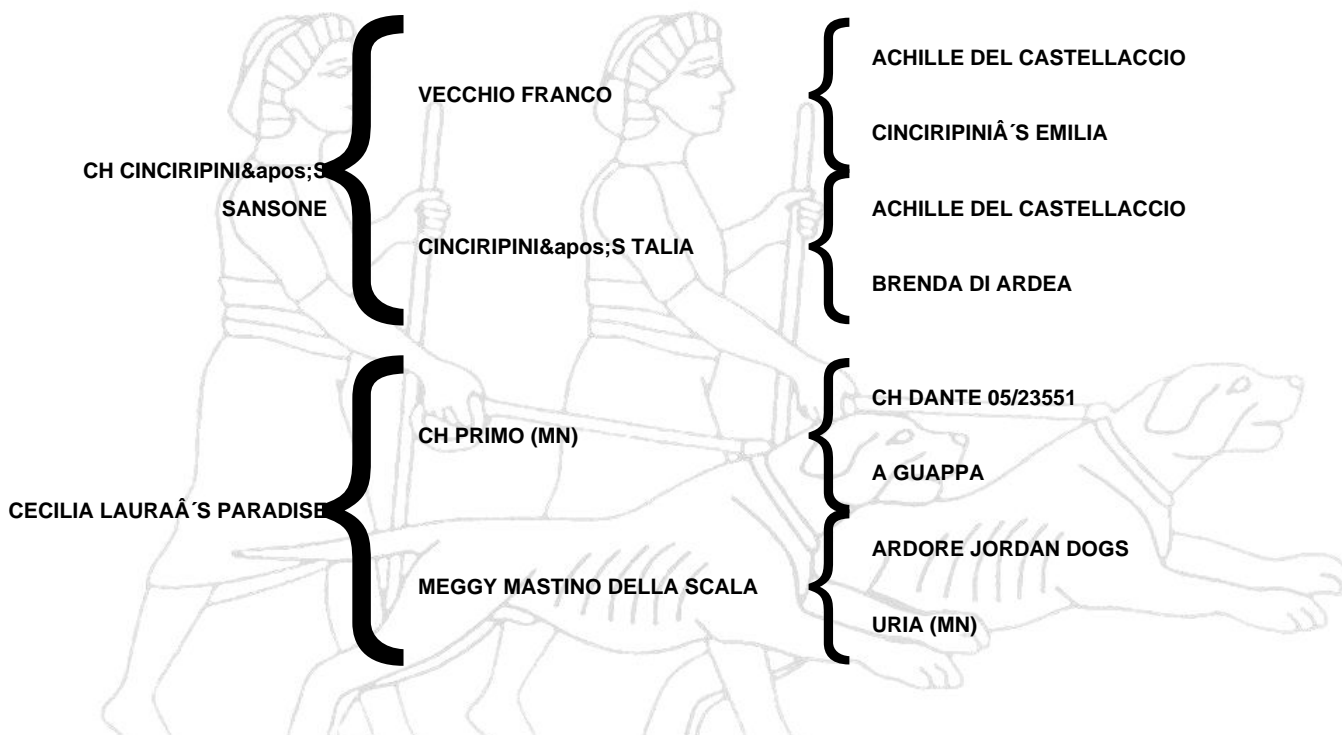 CH CINCIRIPINI&apos;S
SANSONE
VECCHIO FRANCO
ACHILLE DEL CASTELLACCIO
CINCIRIPINIÂ´S EMILIA
CINCIRIPINI&apos;S TALIA
ACHILLE DEL CASTELLACCIO
BRENDA DI ARDEA
CECILIA LAURAÂ´S PARADISE
CH PRIMO (MN)
CH DANTE 05/23551
A GUAPPA
MEGGY MASTINO DELLA SCALA
ARDORE JORDAN DOGS
URIA (MN)